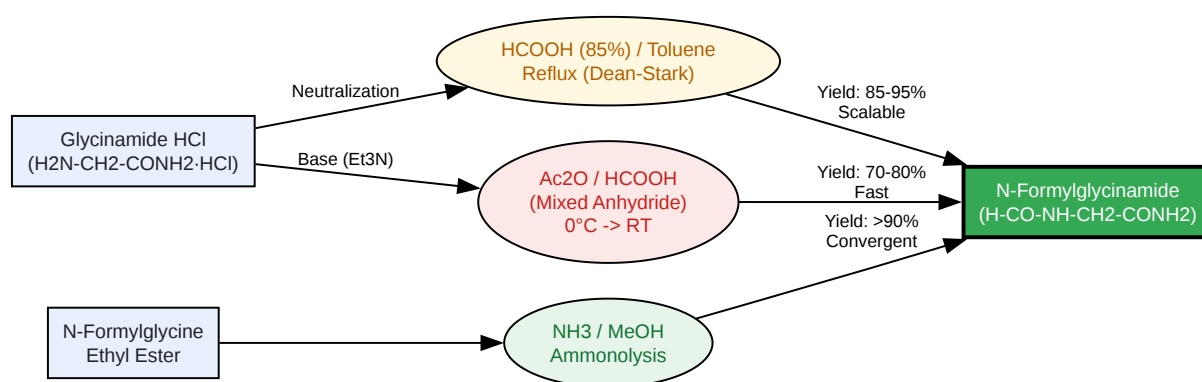 HCOOH (85%) / Toluene
Reflux (Dean-Stark)
Neutralization
Yield: 85-95%
Scalable
Glycinamide HCl
(H2N-CH2-CONH2·HCl)
Base (Et3N)
Ac2O / HCOOH
(Mixed Anhydride)
0°C -> RT
Yield: 70-80%
Fast
N-Formylglycinamide
(H-CO-NH-CH2-CONH2)
Yield: >90%
Convergent
N-Formylglycine
Ethyl Ester
NH3 / MeOH
Ammonolysis